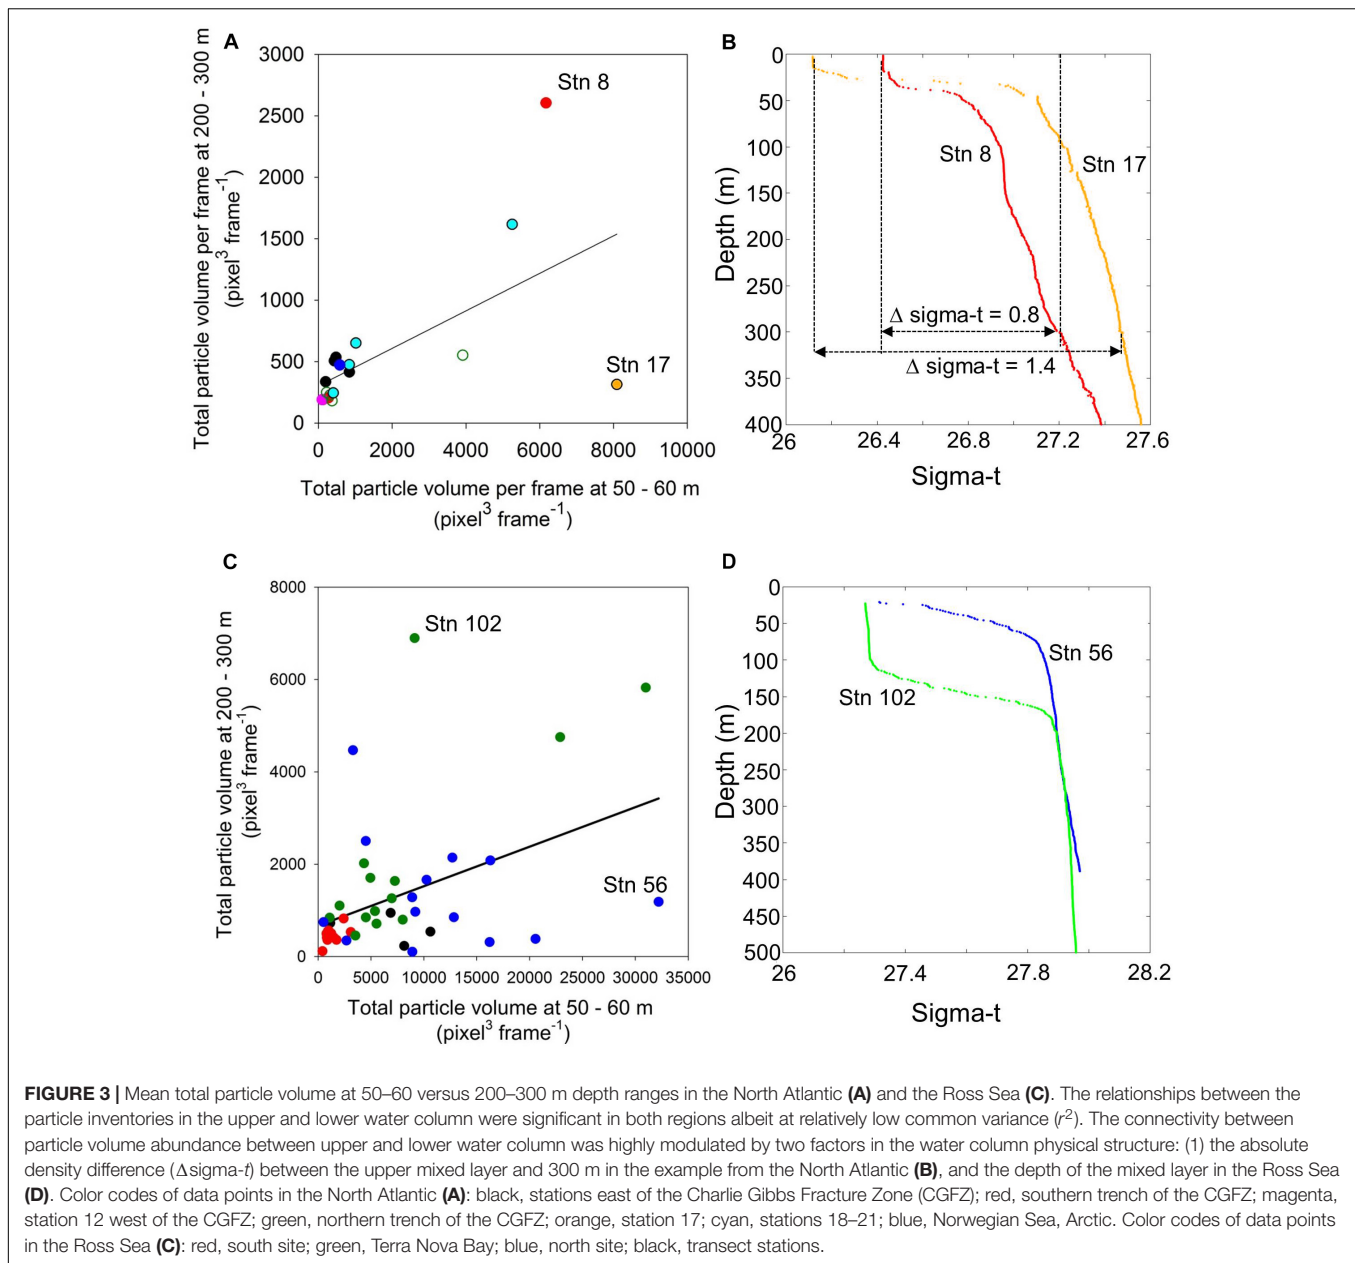 A
Total particle volume per frame at 200 - 300 m
(pixel³ frame⁻¹)
3000
2500
2000
1500
1000
500
0
Stn 8
Stn 17
0 2000 4000 6000 8000 10000
Total particle volume per frame at 50 - 60 m
(pixel³ frame⁻¹)
B
Depth (m)
0
50
100
150
200
250
300
350
400
Stn 8
Stn 17
Δ sigma-t = 0.8
Δ sigma-t = 1.4
26 26.4 26.8 27.2 27.6
Sigma-t
C
Total particle volume at 200 - 300 m
(pixel³ frame⁻¹)
8000
6000
4000
2000
0
Stn 102
Stn 56
0 5000 10000 15000 20000 25000 30000 35000
Total particle volume at 50 - 60 m
(pixel³ frame⁻¹)
D
Depth (m)
0
50
100
150
200
250
300
350
400
450
500
Stn 56
Stn 102
26 27.4 27.8 28.2
Sigma-t
FIGURE 3 | Mean total particle volume at 50–60 versus 200–300 m depth ranges in the North Atlantic (A) and the Ross Sea (C). The relationships between the
particle inventories in the upper and lower water column were significant in both regions albeit at relatively low common variance (r²). The connectivity between
particle volume abundance between upper and lower water column was highly modulated by two factors in the water column physical structure: (1) the absolute
density difference (Δsigma-t) between the upper mixed layer and 300 m in the example from the North Atlantic (B), and the depth of the mixed layer in the Ross Sea
(D). Color codes of data points in the North Atlantic (A): black, stations east of the Charlie Gibbs Fracture Zone (CGFZ); red, southern trench of the CGFZ; magenta,
station 12 west of the CGFZ; green, northern trench of the CGFZ; orange, station 17; cyan, stations 18–21; blue, Norwegian Sea, Arctic. Color codes of data points
in the Ross Sea (C): red, south site; green, Terra Nova Bay; blue, north site; black, transect stations.